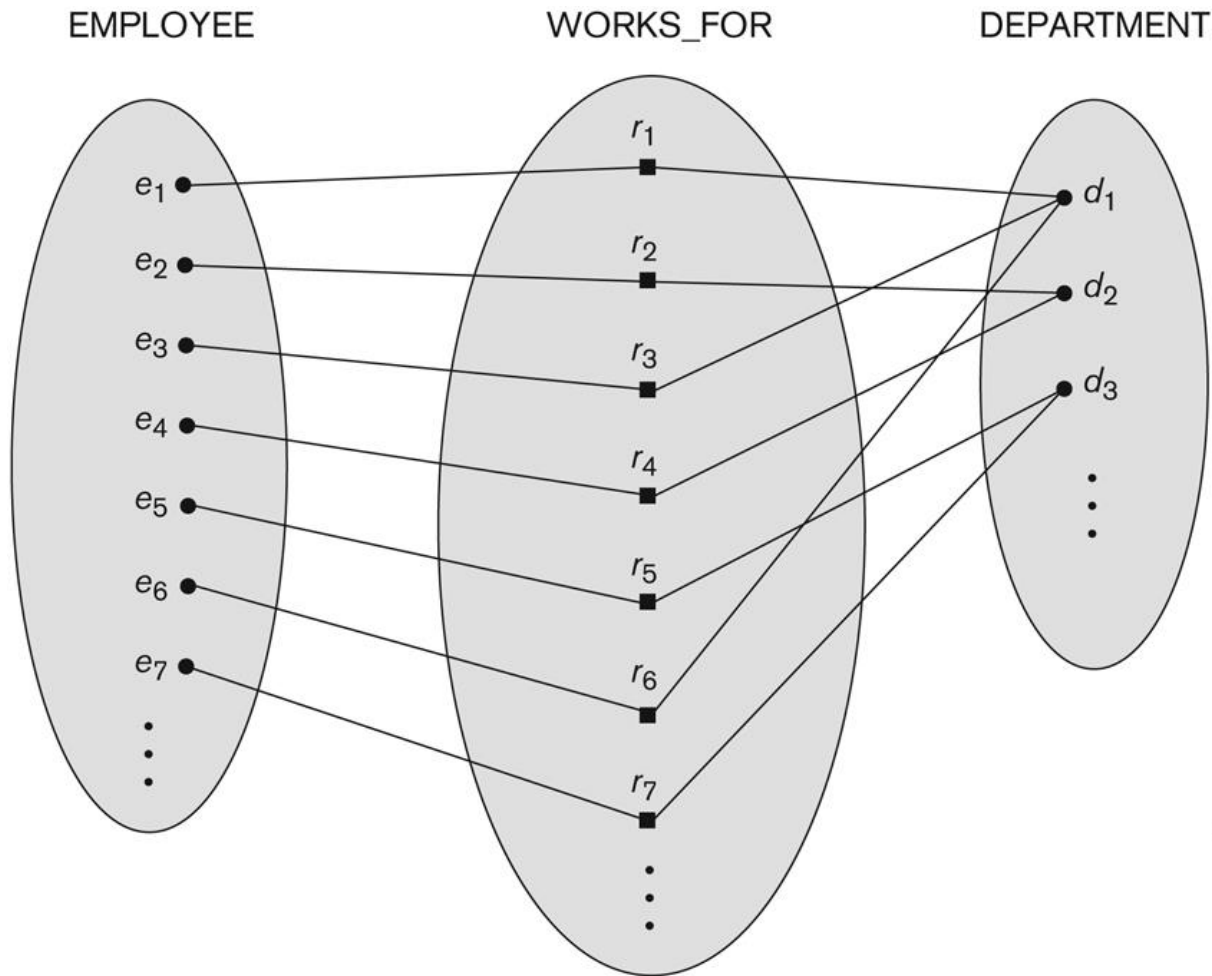 EMPLOYEE WORKS_FOR DEPARTMENT
r₁
e₁ d₁
r₂
e₂ d₂
e₃ r₃
d₃
e₄
r₄
e₅
r₅
e₆
r₆
e₇
r₇